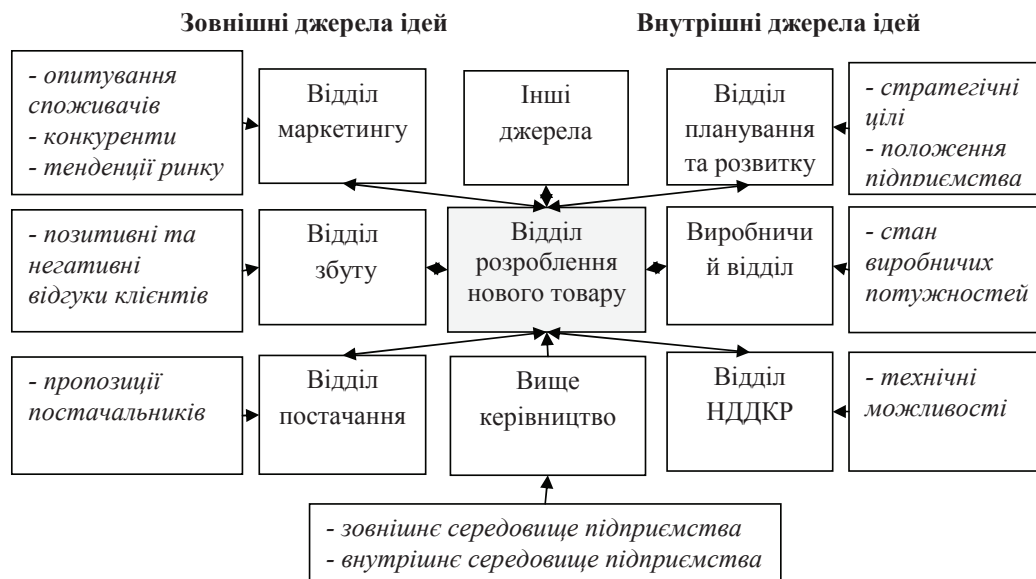 Зовнішні джерела ідей
Внутрішні джерела ідей
- опитування
споживачів
- конкуренти
- тенденції ринку
Відділ
маркетингу
Інші
джерела
Відділ
планування
та розвитку
- стратегічні
цілі
- положення
підприємства
- позитивні та
негативні
відгуки клієнтів
Відділ
збуту
Відділ
розроблення
нового товару
Виробничи
й відділ
- стан
виробничих
потужностей
- пропозиції
постачальників
Відділ
постачання
Вище
керівництво
Відділ
НДДКР
- технічні
можливості
- зовнішнє середовище підприємства
- внутрішнє середовище підприємства